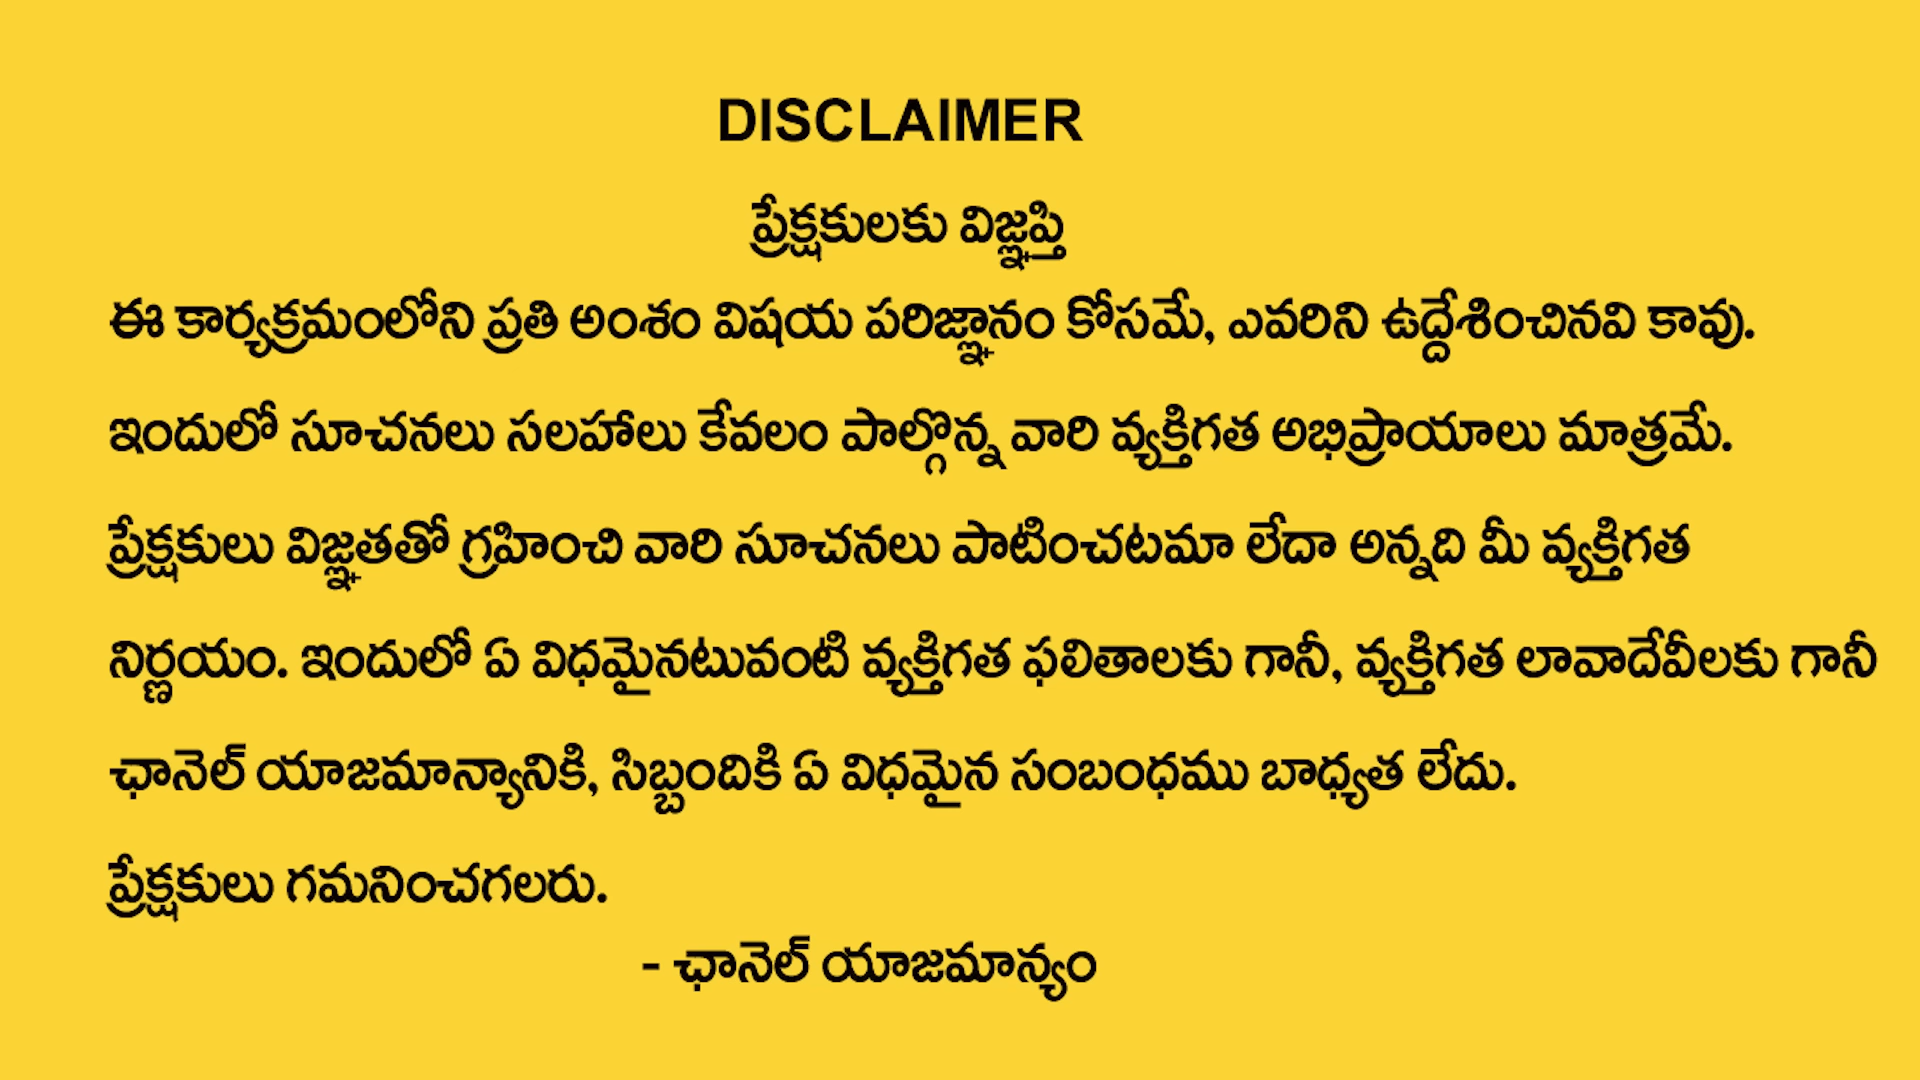 DISCLAIMER
ప్రేక్షకులకు విజ్ఞప్తి
ఈ కార్యక్రమంలోని ప్రతి అంశం విషయ పరిజ్ఞానం కోసమే, ఎవరిని ఉద్దేశించినవి కావు.
ఇందులో సూచనలు సలహాలు కేవలం పాల్గొన్న వారి వ్యక్తిగత అభిప్రాయాలు మాత్రమే.
ప్రేక్షకులు విజ్ఞతతో గ్రహించి వారి సూచనలు పాటించటమా లేదా అన్నది మీ వ్యక్తిగత
నిర్ణయం. ఇందులో ఏ విధమైనటువంటి వ్యక్తిగత ఫలితాలకు గానీ, వ్యక్తిగత లావాదేవీలకు గానీ
ఛానెల్ యాజమాన్యానికి, సిబ్బందికి ఏ విధమైన సంబంధము బాధ్యత లేదు.
ప్రేక్షకులు గమనించగలరు.
- ఛానెల్ యాజమాన్యం